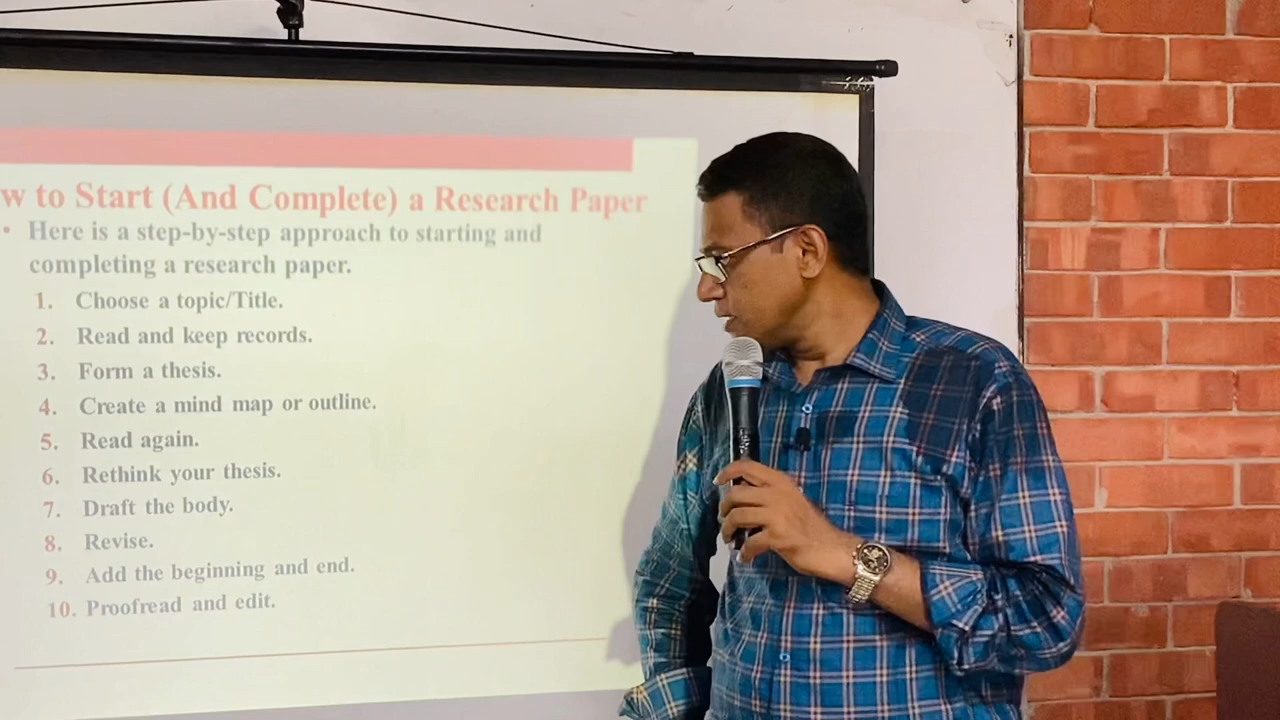 w to Start (And Complete) a Research Paper
• Here is a step-by-step approach to starting and
completing a research paper.
1. Choose a topic/Title.
2. Read and keep records.
3. Form a thesis.
4. Create a mind map or outline.
5. Read again.
6. Rethink your thesis.
7. Draft the body.
8. Revise.
9. Add the beginning and end.
10. Proofread and edit.